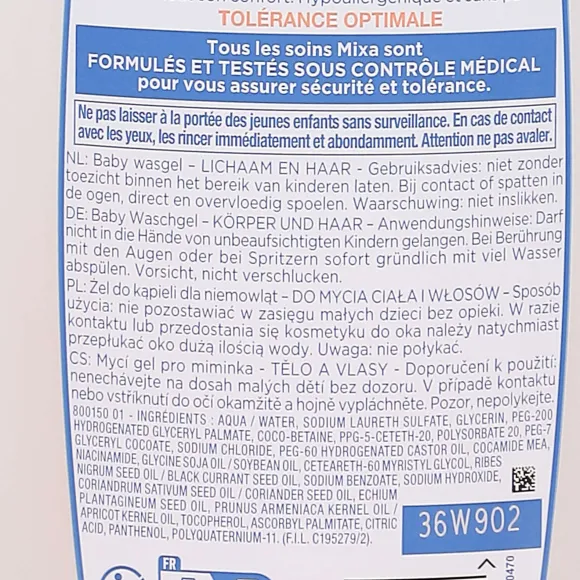 TOLÉRANCE OPTIMALE
Tous les soins Mixa sont
FORMULÉS ET TESTÉS SOUS CONTRÔLE MÉDICAL
pour vous assurer sécurité et tolérance.
Ne pas laisser à la portée des jeunes enfants sans surveillance. En cas de contact
avec les yeux, les rincer immédiatement et abondamment. Attention ne pas avaler.
NL: Baby wasgel – LICHAAM EN HAAR - Gebruiksadvies: niet zonder
toezicht binnen het bereik van kinderen laten. Bij contact of spatten in
de ogen, direct en overvloedig spoelen. Waarschuwing: niet inslikken.
DE: Baby Waschgel – KÖRPER UND HAAR – Anwendungshinweise: Darf
nicht in die Hände von unbeaufsichtigten Kindern gelangen. Bei Berührung
mit den Augen oder bei Spritzern sofort gründlich mit viel Wasser
abspülen. Vorsicht, nicht verschlucken.
PL: Żel do kąpieli dla niemowląt – DO MYCIA CIAŁA I WŁOSÓW – Sposób
użycia: nie pozostawiać w zasięgu małych dzieci bez opieki. W razie
kontaktu lub przedostania się kosmetyku do oka należy natychmiast
przepłukać oko dużą ilością wody. Uwaga: nie połykać.
CS: Mycí gel pro miminka - TĚLO A VLASY - Doporučení k použití:
nenechávejte na dosah malých dětí bez dozoru. V případě kontaktu
nebo vstříknutí do očí okamžitě a hojně vypláchněte. Pozor, nepolykejte.
800150 01 - INGRÉDIENTS : AQUA / WATER, SODIUM LAURETH SULFATE, GLYCERIN, PEG-200
HYDROGENATED GLYCERYL PALMATE, COCO-BETAINE, PPG-5-CETETH-20, POLYSORBATE 20, PEG-7
GLYCERYL COCOATE, SODIUM CHLORIDE, PEG-60 HYDROGENATED CASTOR OIL, COCAMIDE MEA,
NIACINAMIDE, GLYCINE SOJA OIL / SOYBEAN OIL, CETEARETH-60 MYRISTYL GLYCOL, RIBES
NIGRUM SEED OIL / BLACK CURRANT SEED OIL, SODIUM BENZOATE, SODIUM HYDROXIDE,
CORIANDRUM SATIVUM SEED OIL / CORIANDER SEED OIL, ECHIUM
PLANTAGINEUM SEED OIL, PRUNUS ARMENIACA KERNEL OIL /
APRICOT KERNEL OIL, TOCOPHEROL, ASCORBYL PALMITATE, CITRIC
ACID, PANTHENOL, POLYQUATERNIUM-11. (F.I.L. C195279/2).
36W902
FR
0470